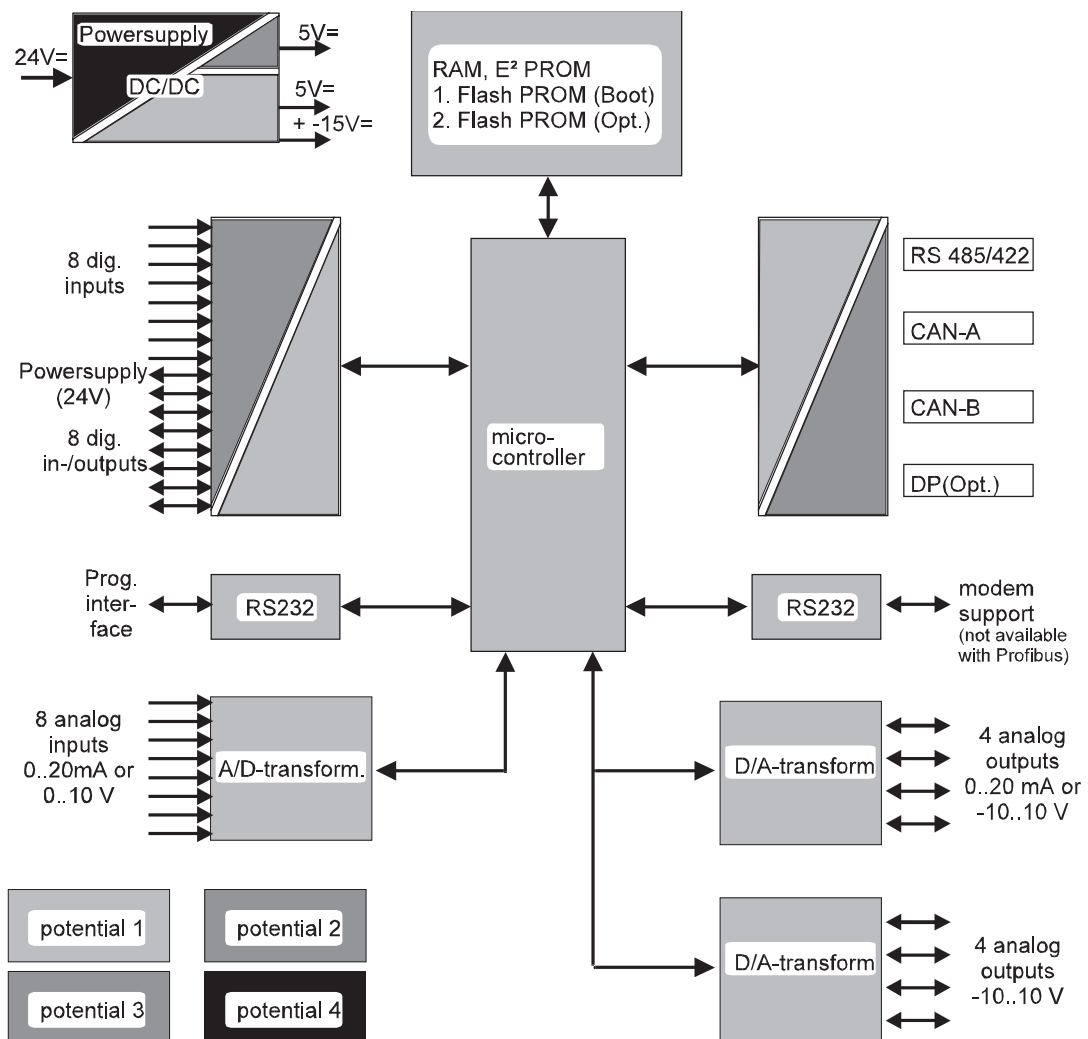 Powersupply
5V=
24V=
DC/DC
5V=
+ -15V=
RAM, E² PROM
1. Flash PROM (Boot)
2. Flash PROM (Opt.)
8 dig.
inputs
Powersupply
(24V)
8 dig.
in-/outputs
micro-
controller
RS 485/422
CAN-A
CAN-B
DP(Opt.)
Prog.
inter-
face
RS232
RS232
modem
support
(not available
with Profibus)
8 analog
inputs
0..20mA or
0..10 V
A/D-transform.
D/A-transform
4 analog
outputs
0..20 mA or
-10..10 V
potential 1
potential 2
potential 3
potential 4
D/A-transform
4 analog
outputs
-10..10 V